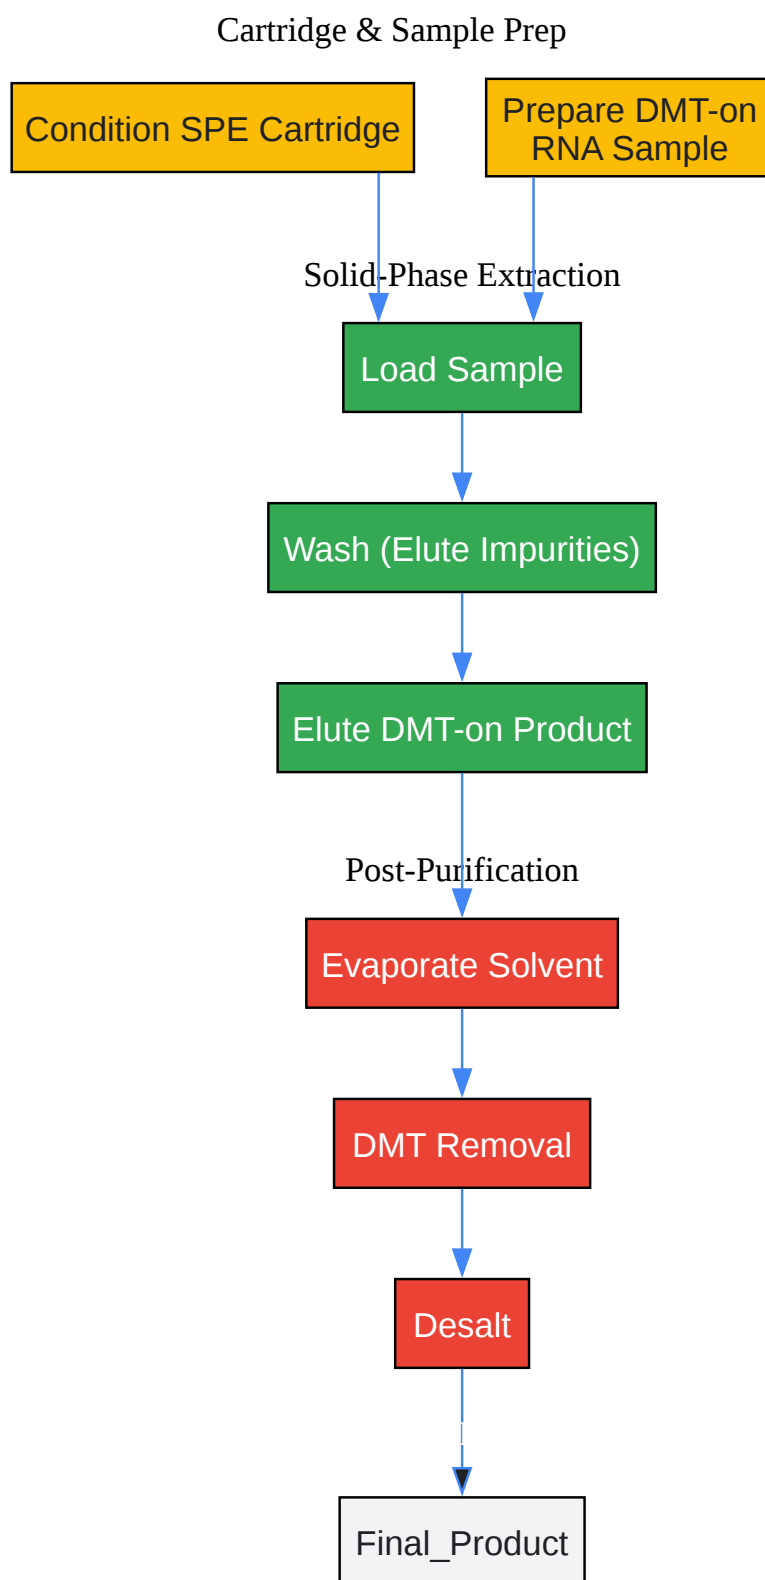 Cartridge & Sample Prep
Condition SPE Cartridge
Prepare DMT-on
RNA Sample
Solid-Phase Extraction
Load Sample
Wash (Elute Impurities)
Elute DMT-on Product
Post-Purification
Evaporate Solvent
DMT Removal
Desalt
Final_Product